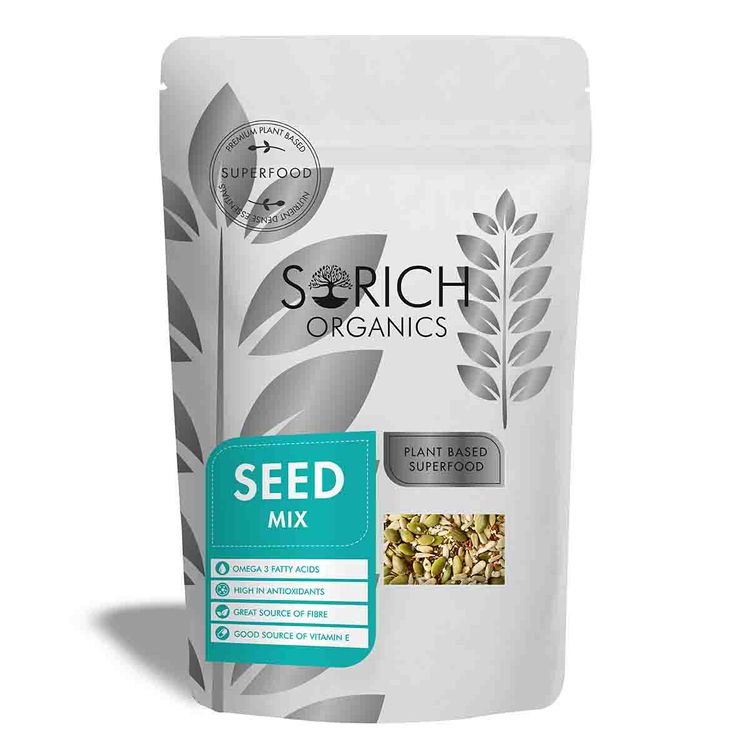 PREMIUM PLANT BASED
SUPERFOOD
NUTRIENT DENSE ESSENTIALS
SORICH
ORGANICS
PLANT BASED
SUPERFOOD
SEED
MIX
OMEGA 3 FATTY ACIDS
HIGH IN ANTIOXIDANTS
GREAT SOURCE OF FIBRE
GOOD SOURCE OF VITAMIN E